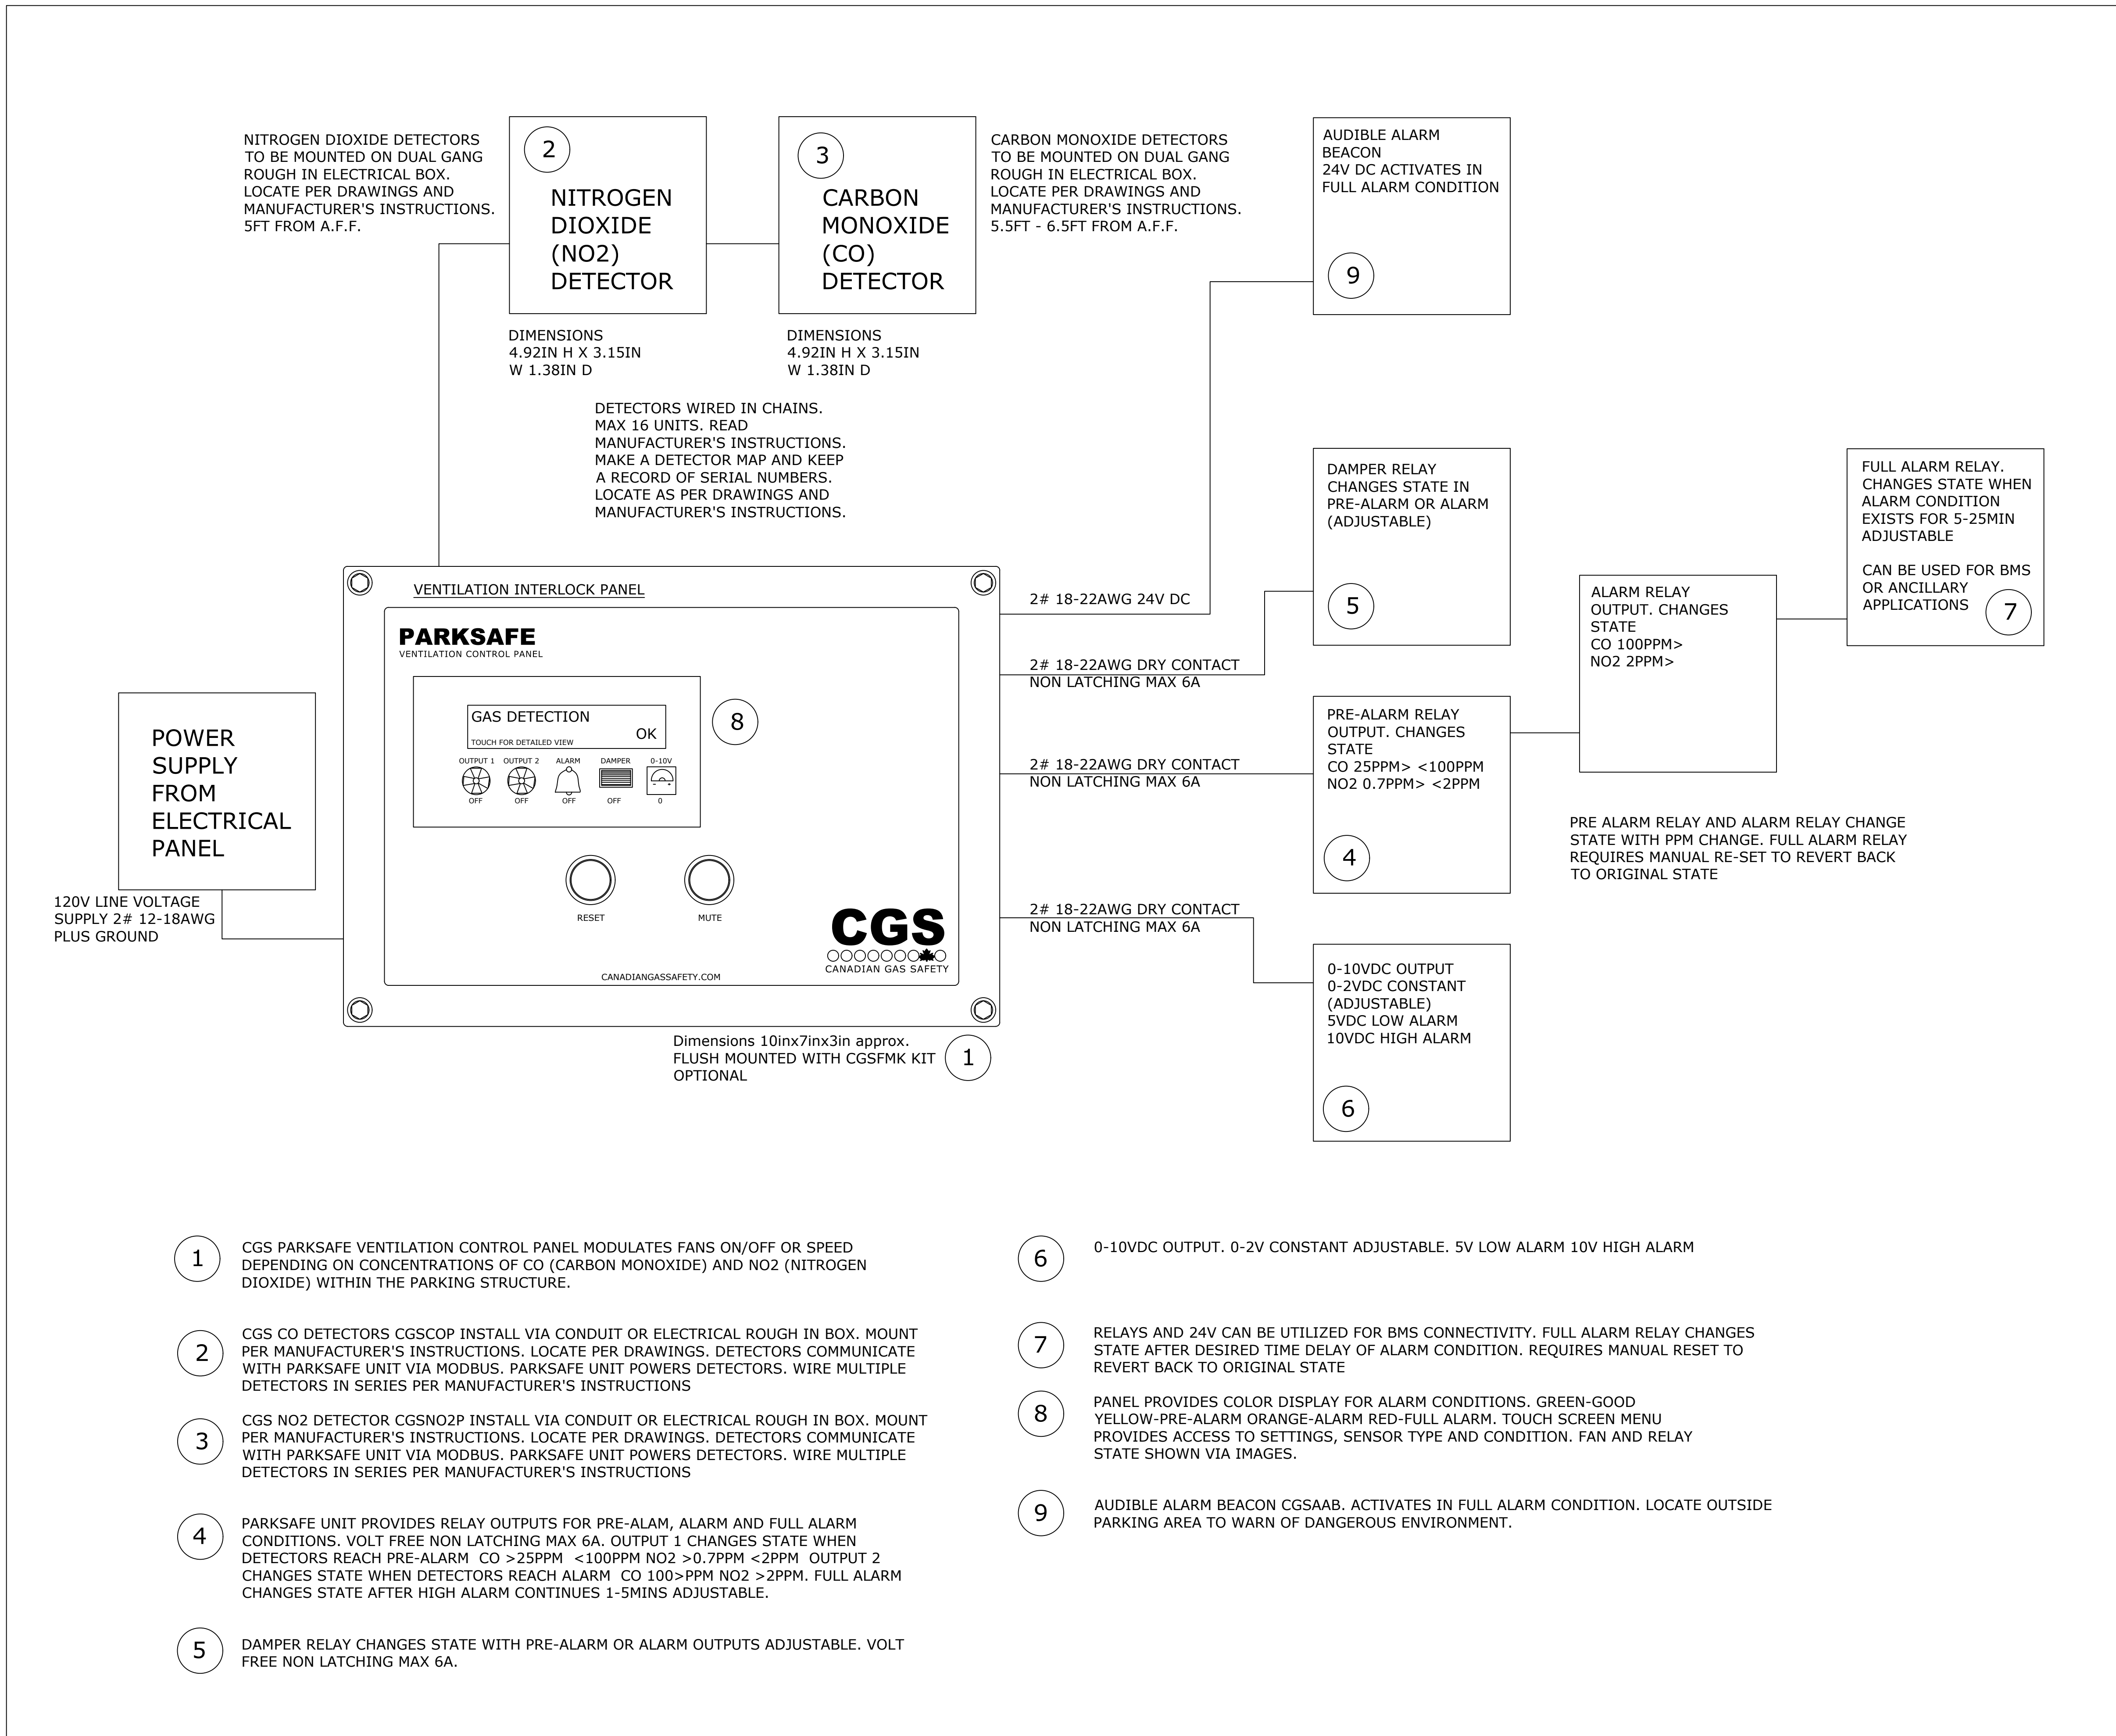 NITROGEN DIOXIDE DETECTORS
TO BE MOUNTED ON DUAL GANG
ROUGH IN ELECTRICAL BOX.
LOCATE PER DRAWINGS AND
MANUFACTURER'S INSTRUCTIONS.
5FT FROM A.F.F.
2
NITROGEN
DIOXIDE
(NO2)
DETECTOR
DIMENSIONS
4.92IN H X 3.15IN
W 1.38IN D
3
CARBON
MONOXIDE
(CO)
DETECTOR
DIMENSIONS
4.92IN H X 3.15IN
W 1.38IN D
CARBON MONOXIDE DETECTORS
TO BE MOUNTED ON DUAL GANG
ROUGH IN ELECTRICAL BOX.
LOCATE PER DRAWINGS AND
MANUFACTURER'S INSTRUCTIONS.
5.5FT - 6.5FT FROM A.F.F.
AUDIBLE ALARM
BEACON
24V DC ACTIVATES IN
FULL ALARM CONDITION
9
DETECTORS WIRED IN CHAINS.
MAX 16 UNITS. READ
MANUFACTURER'S INSTRUCTIONS.
MAKE A DETECTOR MAP AND KEEP
A RECORD OF SERIAL NUMBERS.
LOCATE AS PER DRAWINGS AND
MANUFACTURER'S INSTRUCTIONS.
DAMPER RELAY
CHANGES STATE IN
PRE-ALARM OR ALARM
(ADJUSTABLE)
5
FULL ALARM RELAY.
CHANGES STATE WHEN
ALARM CONDITION
EXISTS FOR 5-25MIN
ADJUSTABLE
CAN BE USED FOR BMS
OR ANCILLARY
APPLICATIONS
7
ALARM RELAY
OUTPUT. CHANGES
STATE
CO 100PPM>
NO2 2PPM>
VENTILATION INTERLOCK PANEL
PARKSAFE
VENTILATION CONTROL PANEL
GAS DETECTION
OK
TOUCH FOR DETAILED VIEW
OUTPUT 1 OUTPUT 2 ALARM DAMPER 0-10V
OFF OFF OFF OFF 0
8
RESET
MUTE
CGS
CANADIAN GAS SAFETY
CANADIANGASSAFETY.COM
2# 18-22AWG 24V DC
2# 18-22AWG DRY CONTACT
NON LATCHING MAX 6A
2# 18-22AWG DRY CONTACT
NON LATCHING MAX 6A
2# 18-22AWG DRY CONTACT
NON LATCHING MAX 6A
POWER
SUPPLY
FROM
ELECTRICAL
PANEL
120V LINE VOLTAGE
SUPPLY 2# 12-18AWG
PLUS GROUND
PRE-ALARM RELAY
OUTPUT. CHANGES
STATE
CO 25PPM> <100PPM
NO2 0.7PPM> <2PPM
4
PRE ALARM RELAY AND ALARM RELAY CHANGE
STATE WITH PPM CHANGE. FULL ALARM RELAY
REQUIRES MANUAL RE-SET TO REVERT BACK
TO ORIGINAL STATE
0-10VDC OUTPUT
0-2VDC CONSTANT
(ADJUSTABLE)
5VDC LOW ALARM
10VDC HIGH ALARM
6
Dimensions 10inx7inx3in approx.
FLUSH MOUNTED WITH CGSFMK KIT
OPTIONAL
1
1
CGS PARKSAFE VENTILATION CONTROL PANEL MODULATES FANS ON/OFF OR SPEED
DEPENDING ON CONCENTRATIONS OF CO (CARBON MONOXIDE) AND NO2 (NITROGEN
DIOXIDE) WITHIN THE PARKING STRUCTURE.
2
CGS CO DETECTORS CGSCOP INSTALL VIA CONDUIT OR ELECTRICAL ROUGH IN BOX. MOUNT
PER MANUFACTURER'S INSTRUCTIONS. LOCATE PER DRAWINGS. DETECTORS COMMUNICATE
WITH PARKSAFE UNIT VIA MODBUS. PARKSAFE UNIT POWERS DETECTORS. WIRE MULTIPLE
DETECTORS IN SERIES PER MANUFACTURER'S INSTRUCTIONS
3
CGS NO2 DETECTOR CGSNO2P INSTALL VIA CONDUIT OR ELECTRICAL ROUGH IN BOX. MOUNT
PER MANUFACTURER'S INSTRUCTIONS. LOCATE PER DRAWINGS. DETECTORS COMMUNICATE
WITH PARKSAFE UNIT VIA MODBUS. PARKSAFE UNIT POWERS DETECTORS. WIRE MULTIPLE
DETECTORS IN SERIES PER MANUFACTURER'S INSTRUCTIONS
4
PARKSAFE UNIT PROVIDES RELAY OUTPUTS FOR PRE-ALAM, ALARM AND FULL ALARM
CONDITIONS. VOLT FREE NON LATCHING MAX 6A. OUTPUT 1 CHANGES STATE WHEN
DETECTORS REACH PRE-ALARM CO >25PPM <100PPM NO2 >0.7PPM <2PPM OUTPUT 2
CHANGES STATE WHEN DETECTORS REACH ALARM CO 100>PPM NO2 >2PPM. FULL ALARM
CHANGES STATE AFTER HIGH ALARM CONTINUES 1-5MINS ADJUSTABLE.
5
DAMPER RELAY CHANGES STATE WITH PRE-ALARM OR ALARM OUTPUTS ADJUSTABLE. VOLT
FREE NON LATCHING MAX 6A.
6
0-10VDC OUTPUT. 0-2V CONSTANT ADJUSTABLE. 5V LOW ALARM 10V HIGH ALARM
7
RELAYS AND 24V CAN BE UTILIZED FOR BMS CONNECTIVITY. FULL ALARM RELAY CHANGES
STATE AFTER DESIRED TIME DELAY OF ALARM CONDITION. REQUIRES MANUAL RESET TO
REVERT BACK TO ORIGINAL STATE
8
PANEL PROVIDES COLOR DISPLAY FOR ALARM CONDITIONS. GREEN-GOOD
YELLOW-PRE-ALARM ORANGE-ALARM RED-FULL ALARM. TOUCH SCREEN MENU
PROVIDES ACCESS TO SETTINGS, SENSOR TYPE AND CONDITION. FAN AND RELAY
STATE SHOWN VIA IMAGES.
9
AUDIBLE ALARM BEACON CGSAAB. ACTIVATES IN FULL ALARM CONDITION. LOCATE OUTSIDE
PARKING AREA TO WARN OF DANGEROUS ENVIRONMENT.